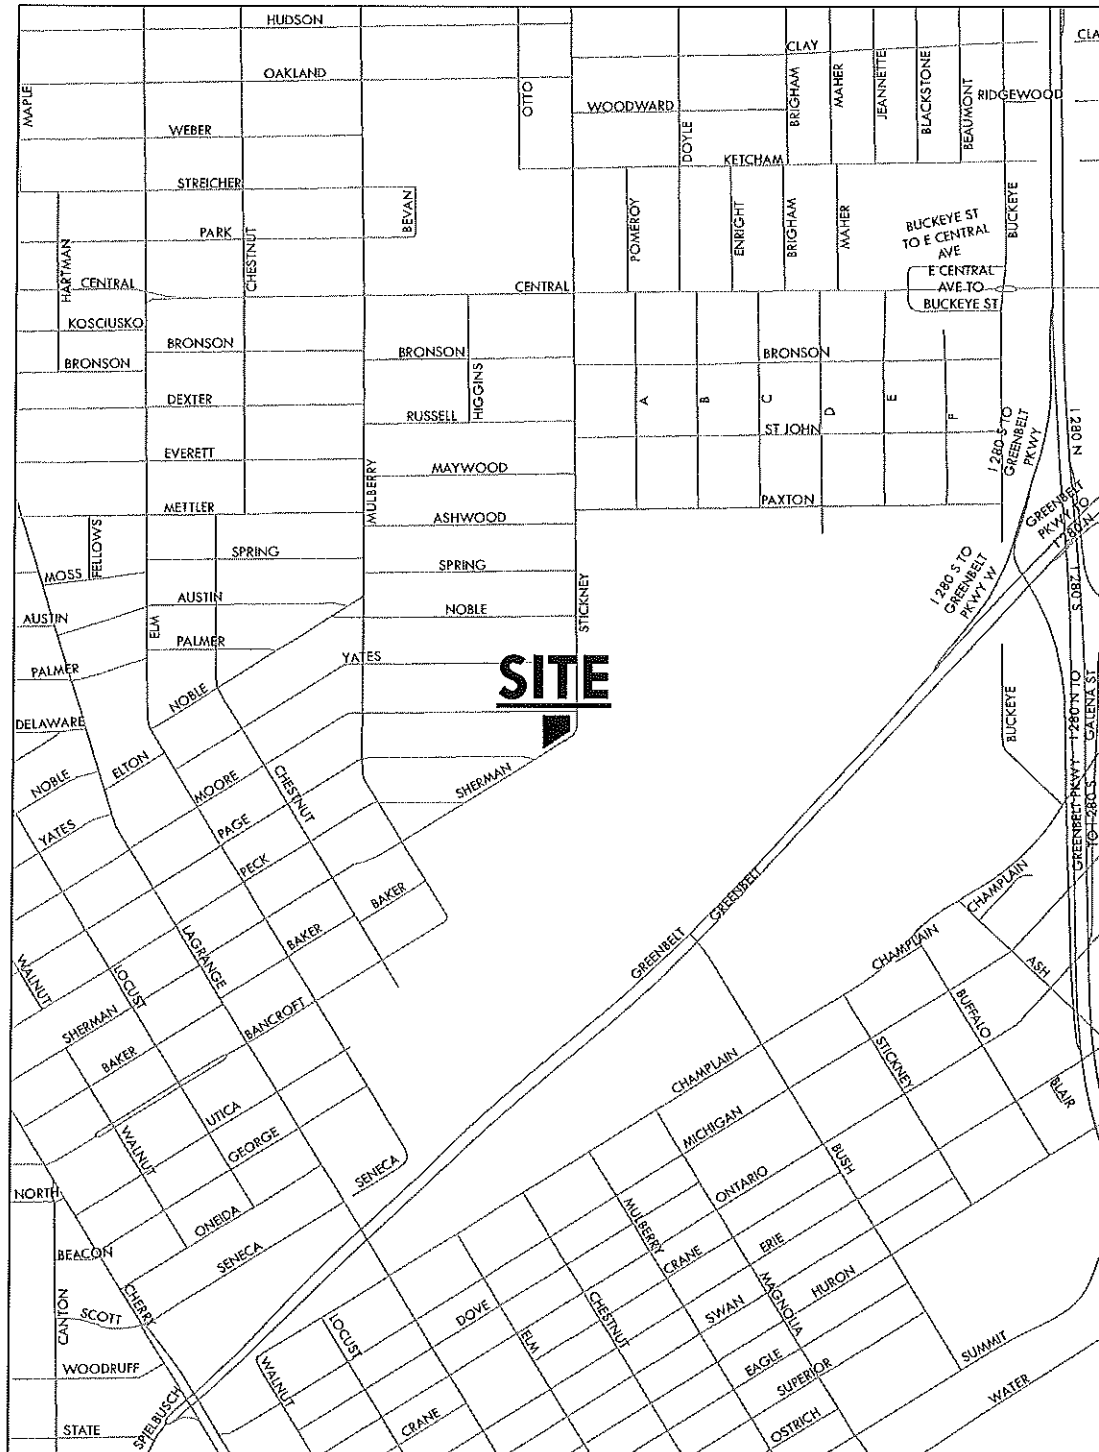 HUDSON
CLAY
CLA
OAKLAND
MAPLE
OTTO
WOODWARD
BRIGHAM
MAHER
JEANNETTE
BLACKSTONE
BEAUMONT
RIDGEWOOD
WEBER
DOYLE
KETCHAM
STREICHER
BEVAN
POMEROY
ENRIGHT
BRIGHAM
MAHER
BUCKEYE
PARK
CHESTNUT
BUCKEYE ST
TO E CENTRAL
AVE
HARTMAN
CENTRAL
CENTRAL
E CENTRAL
AVE TO
BUCKEYE ST
KOSCIUSKO
BRONSON
BRONSON
BRONSON
BRONSON
HIGGINS
DEXTER
RUSSELL
A
B
C
D
E
F
ST JOHN
I 280 S TO
GREENBELT
PKWY
I 280 N
EVERETT
MULBERRY
MAYWOOD
METTLER
ASHWOOD
PAXTON
GREENBELT
PKWY TO
I 280 N
FELLOWS
SPRING
SPRING
MOSS
I 280 S TO
GREENBELT
PKWY W
I 280 S
AUSTIN
AUSTIN
NOBLE
STICKNEY
ELM
PALMER
PALMER
YATES
SITE
NOBLE
DELAWARE
BUCKEYE
I 280 N TO
GREENBELT PKWY
GALENA ST
TO I-280 S
NOBLE
ELTON
MOORE
CHESTNUT
SHERMAN
YATES
PAGE
PECK
BAKER
BAKER
GREENBELT
GREENBELT
CHAMPLAIN
CHAMPLAIN
ASH
WALNUT
LAGRANGE
LOCUST
SHERMAN
BAKER
BANCROFT
BUFFALO
STICKNEY
CHAMPLAIN
BLAIR
UTICA
WALNUT
GEORGE
MICHIGAN
BUSH
NORTH
SENECA
ONTARIO
ONEIDA
MULBERRY
BEACON
SENECA
CRANE
ERIE
CHERRY
CANTON
SCOTT
LOCUST
DOVE
CHESTNUT
MAGNOLIA
HURON
SWAN
ELM
WOODRUFF
WALNUT
EAGLE
SUPERIOR
SUMMIT
WATER
STATE
SPIELBUSCH
CRANE
OSTRICH